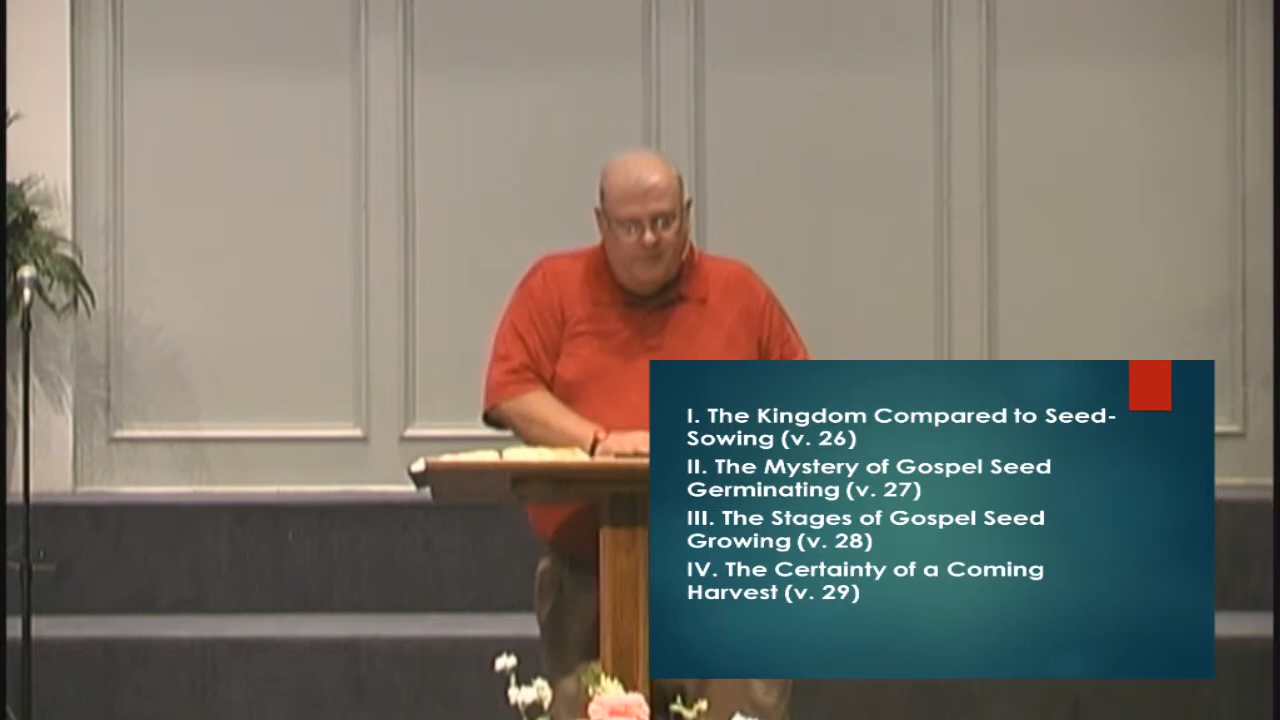 I. The Kingdom Compared to Seed-
Sowing (v. 26)
II. The Mystery of Gospel Seed
Germinating (v. 27)
III. The Stages of Gospel Seed
Growing (v. 28)
IV. The Certainty of a Coming
Harvest (v. 29)